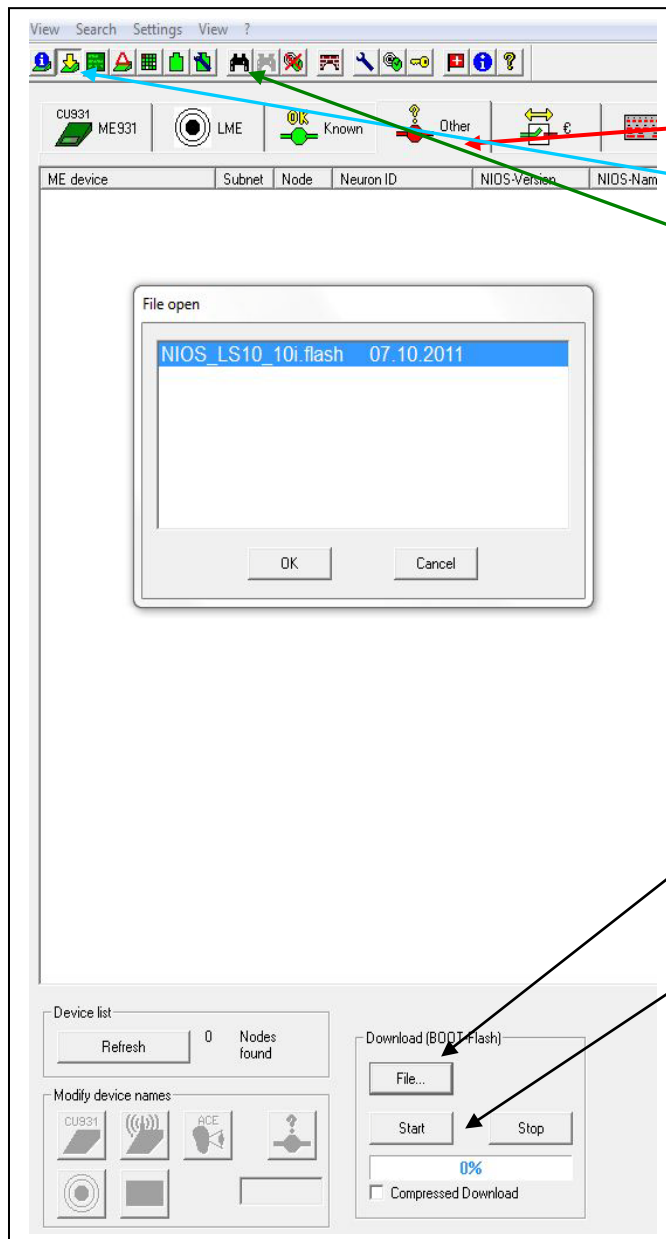 View Search Settings View ?
CU931 ME931 LME OK Known ? Other €
ME device Subnet Node Neuron ID NIOS-Version NIOS-Nam
File open
NIOS_LS10_10i.flash 07.10.2011
OK Cancel
Device list
Refresh 0 Nodes found
Download (BOOT-Flash)
File...
Modify device names
CU931 ACE ?
Start Stop
0%
Compressed Download